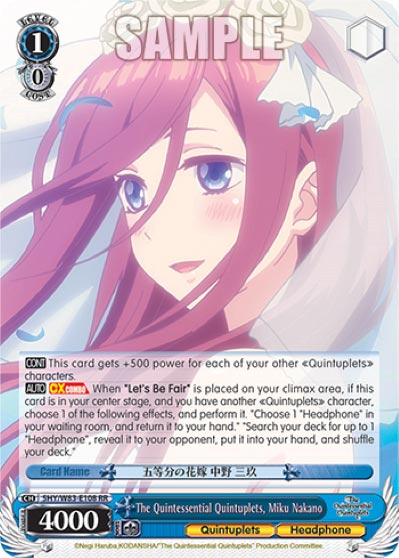 SAMPLE
LEVEL
1
0
COST
CONT This card gets +500 power for each of your other «Quintuplets»
characters.
AUTO CX COMBO When "Let's Be Fair" is placed on your climax area, if this
card is in your center stage, and you have another «Quintuplets» character,
choose 1 of the following effects, and perform it. "Choose 1 "Headphone" in
your waiting room, and return it to your hand." "Search your deck for up to 1
"Headphone", reveal it to your opponent, put it into your hand, and shuffle
your deck."
Card Name 五等分の花嫁 中野 三玖
The Quintessential Quintuplets
CH 5HY/W83-E108 RR
The Quintessential Quintuplets, Miku Nakano
4000
Quintuplets Headphone
©Negi Haruba,KODANSHA/"The Quintessential Quintuplets" Production Committee